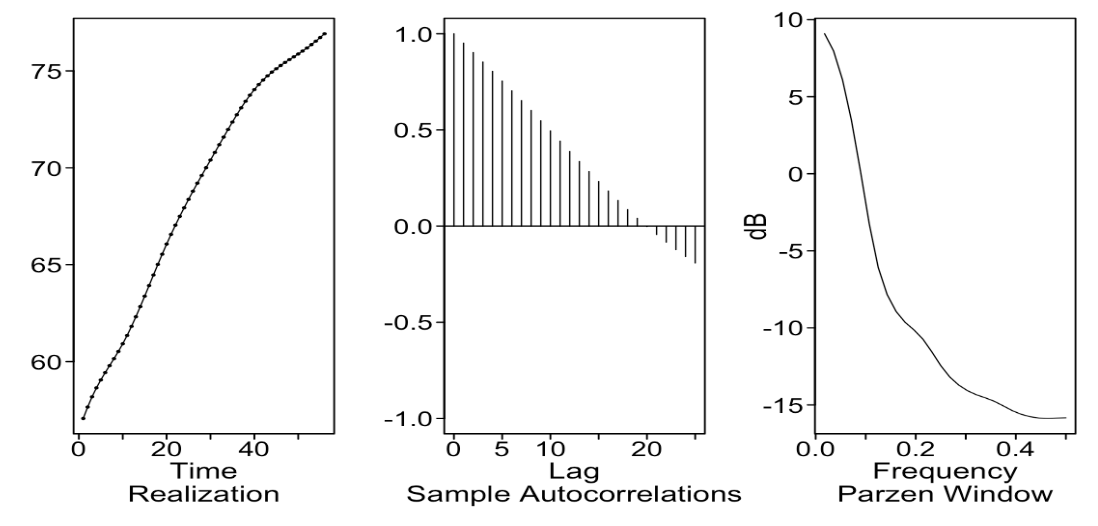 75
70
65
60
0 20 40
Time
Realization
1.0
0.5
0.0
-0.5
-1.0
0 5 10 20
Lag
Sample Autocorrelations
dB
10
5
0
-5
-10
-15
0.0 0.2 0.4
Frequency
Parzen Window